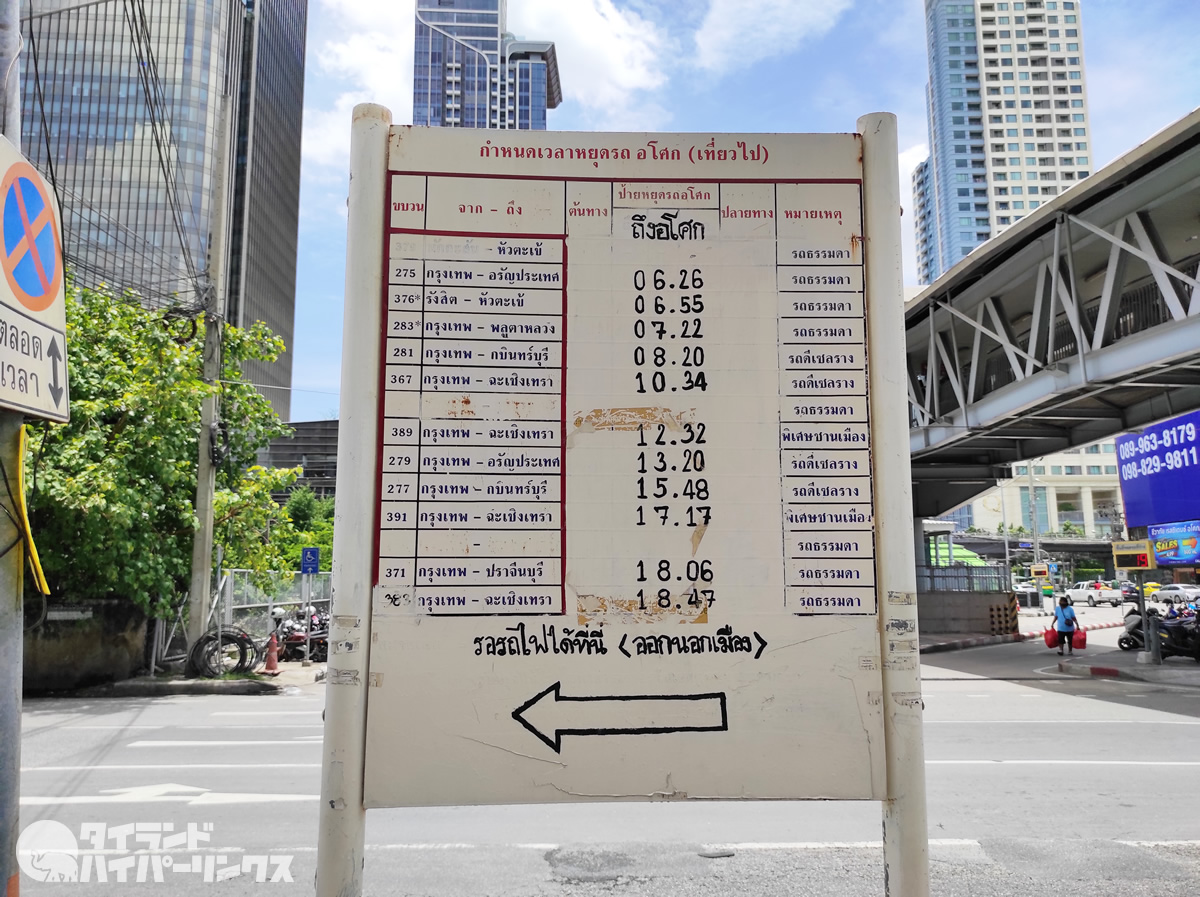 กำหนดเวลาหยุดรถ อโศก (เที่ยวไป)
ขบวน จาก - ถึง ต้นทาง ป้ายหยุดรถอโศก ปลายทาง หมายเหตุ
ถึงอโศก
- หัวตะเข้ รถธรรมดา
275 กรุงเทพ - อรัญประเทศ 06.26 รถธรรมดา
376* รังสิต - หัวตะเข้ 06.55 รถธรรมดา
283* กรุงเทพ - พลูตาหลวง 07.22 รถธรรมดา
281 กรุงเทพ - กบินทร์บุรี 08.20 รถดีเซลราง
367 กรุงเทพ - ฉะเชิงเทรา 10.34 รถดีเซลราง
- รถธรรมดา
389 กรุงเทพ - ฉะเชิงเทรา 12.32 พิเศษชานเมือง
279 กรุงเทพ - อรัญประเทศ 13.20 รถดีเซลราง
277 กรุงเทพ - กบินทร์บุรี 15.48 รถดีเซลราง
391 กรุงเทพ - ฉะเชิงเทรา 17.17 พิเศษชานเมือง
- รถธรรมดา
371 กรุงเทพ - ปราจีนบุรี 18.06 รถธรรมดา
กรุงเทพ - ฉะเชิงเทรา 18.47 รถธรรมดา
รอรถไฟได้ที่นี่ <ออกนอกเมือง>
ตลอด
เวลา
089-963-8179
098-829-9811
タイランド
ハイパーリンクス